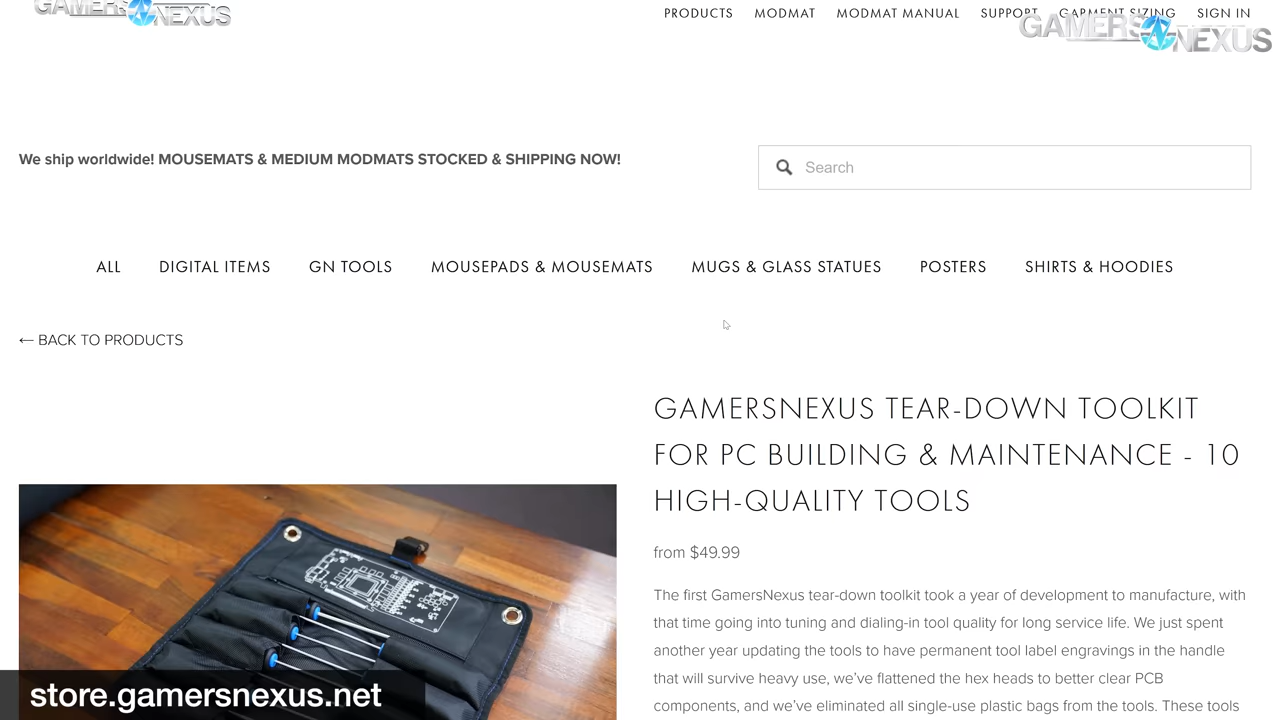 GAMERS NEXUS
PRODUCTS MODMAT MODMAT MANUAL SUPPORT GARMENT SIZING SIGN IN
GAMERS NEXUS
We ship worldwide! MOUSEMATS & MEDIUM MODMATS STOCKED & SHIPPING NOW!
Search
ALL DIGITAL ITEMS GN TOOLS MOUSEPADS & MOUSEMATS MUGS & GLASS STATUES POSTERS SHIRTS & HOODIES
← BACK TO PRODUCTS
GAMERSNEXUS TEAR-DOWN TOOLKIT
FOR PC BUILDING & MAINTENANCE - 10
HIGH-QUALITY TOOLS
from $49.99
The first GamersNexus tear-down toolkit took a year of development to manufacture, with
that time going into tuning and dialing-in tool quality for long service life. We just spent
another year updating the tools to have permanent tool label engravings in the handle
that will survive heavy use, we've flattened the hex heads to better clear PCB
components, and we've eliminated all single-use plastic bags from the tools. These tools
store.gamersnexus.net